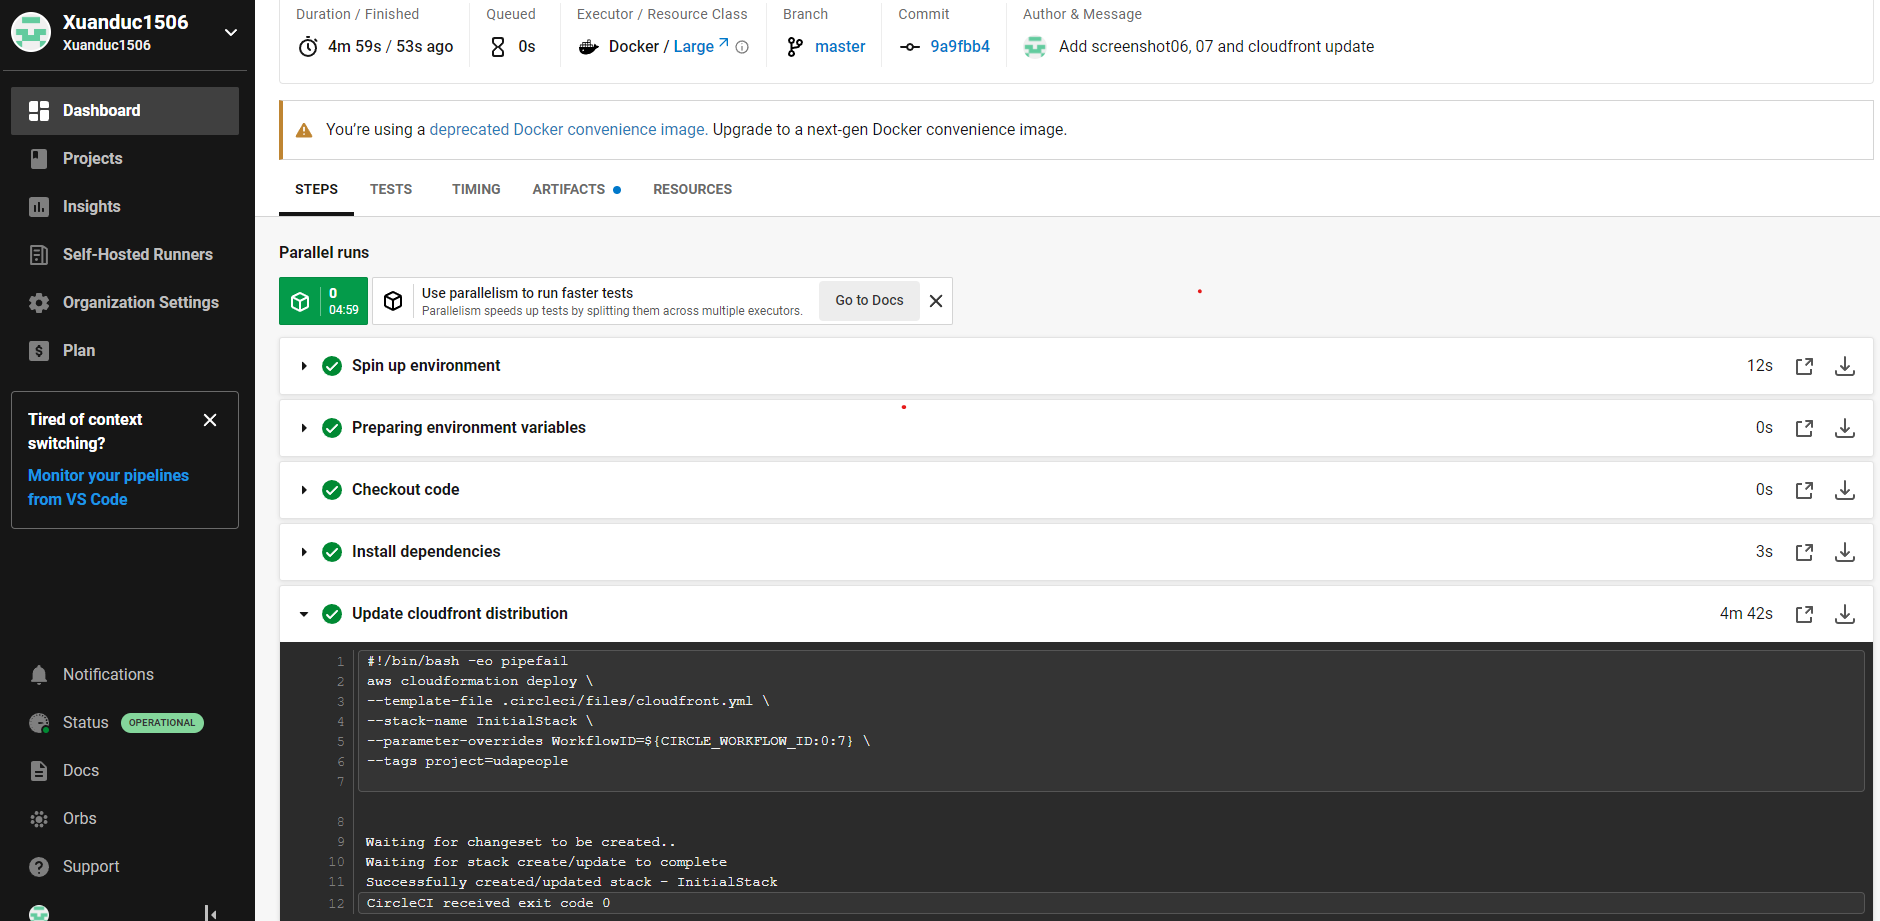 Xuanduc1506
Xuanduc1506
Dashboard
Projects
Insights
Self-Hosted Runners
Organization Settings
Plan
Tired of context
switching?
Monitor your pipelines
from VS Code
Notifications
Status OPERATIONAL
Docs
Orbs
Support
Duration / Finished
4m 59s / 53s ago
Queued
0s
Executor / Resource Class
Docker / Large
Branch
master
Commit
9a9fbb4
Author & Message
Add screenshot06, 07 and cloudfront update
You're using a deprecated Docker convenience image. Upgrade to a next-gen Docker convenience image.
STEPS TESTS TIMING ARTIFACTS RESOURCES
Parallel runs
0
04:59
Use parallelism to run faster tests
Parallelism speeds up tests by splitting them across multiple executors.
Go to Docs
Spin up environment 12s
Preparing environment variables 0s
Checkout code 0s
Install dependencies 3s
Update cloudfront distribution 4m 42s
1 #!/bin/bash -eo pipefail
2 aws cloudformation deploy \
3 --template-file .circleci/files/cloudfront.yml \
4 --stack-name InitialStack \
5 --parameter-overrides WorkflowID=${CIRCLE_WORKFLOW_ID:0:7} \
6 --tags project=udapeople
7
8
9 Waiting for changeset to be created..
10 Waiting for stack create/update to complete
11 Successfully created/updated stack - InitialStack
12 CircleCI received exit code 0